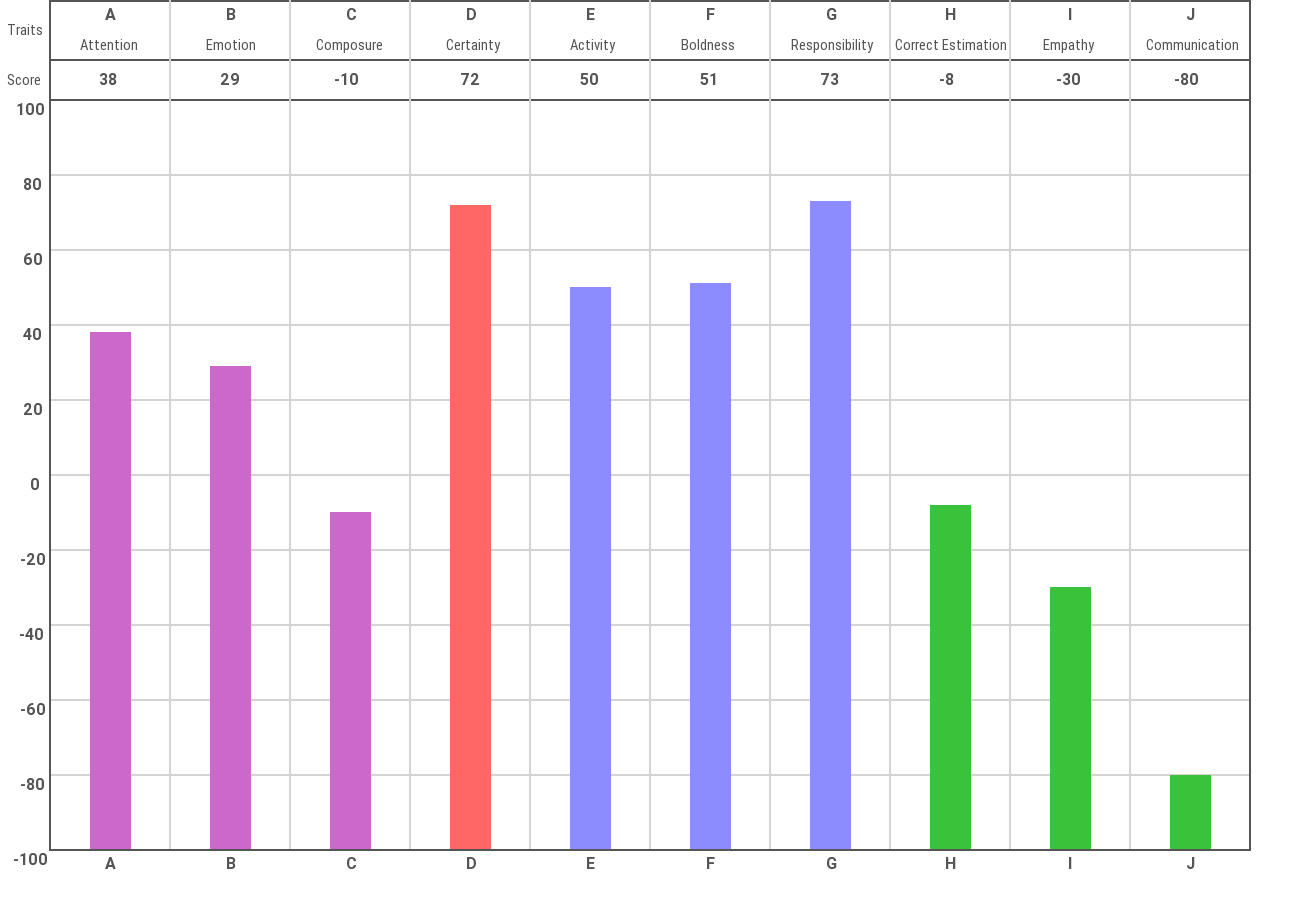 Traits
A B C D E F G H I J
Attention Emotion Composure Certainty Activity Boldness Responsibility Correct Estimation Empathy Communication
Score 38 29 -10 72 50 51 73 -8 -30 -80
100
80
60
40
20
0
-20
-40
-60
-80
-100
A B C D E F G H I J